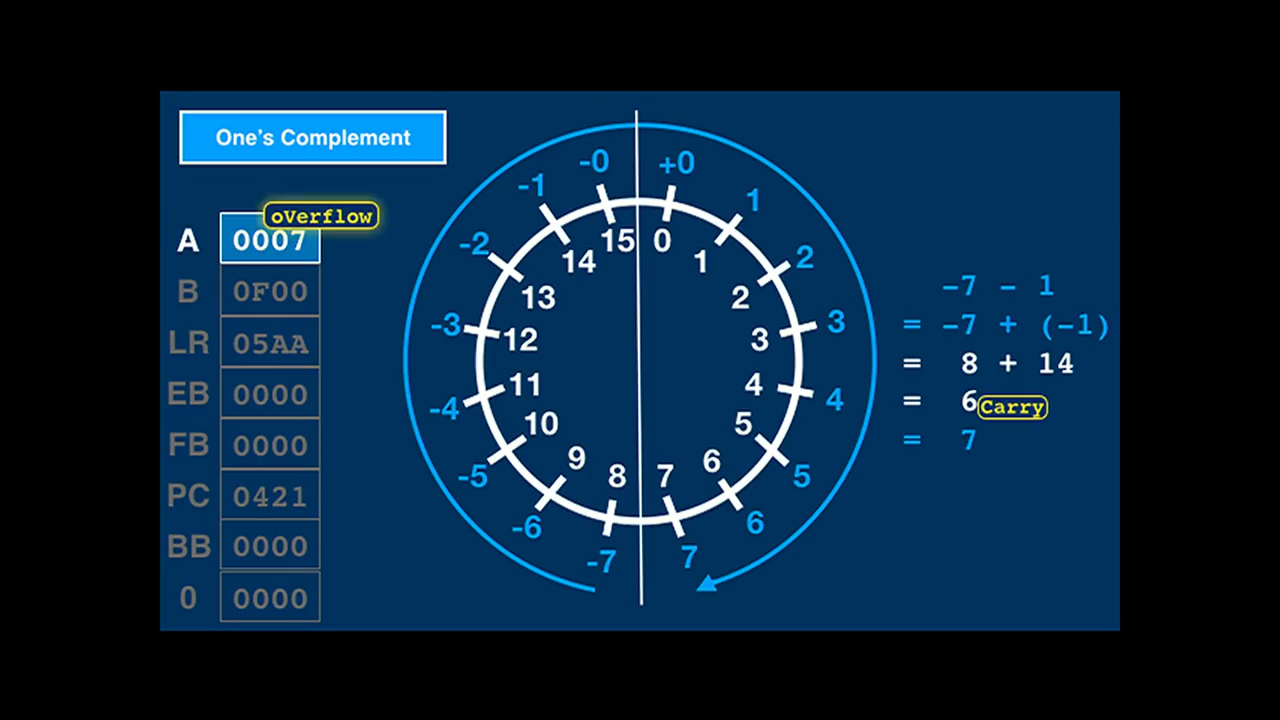 One's Complement
oVerflow
A 0007
B 0F00
LR 05AA
EB 0000
FB 0000
PC 0421
BB 0000
0 0000
-0 +0
-1 1
-2 2
-3 3
-4 4
-5 5
-6 6
-7 7
15 0
14 1
13 2
12 3
11 4
10 5
9 6
8 7
-7 - 1
= -7 + (-1)
= 8 + 14
= 6 Carry
= 7